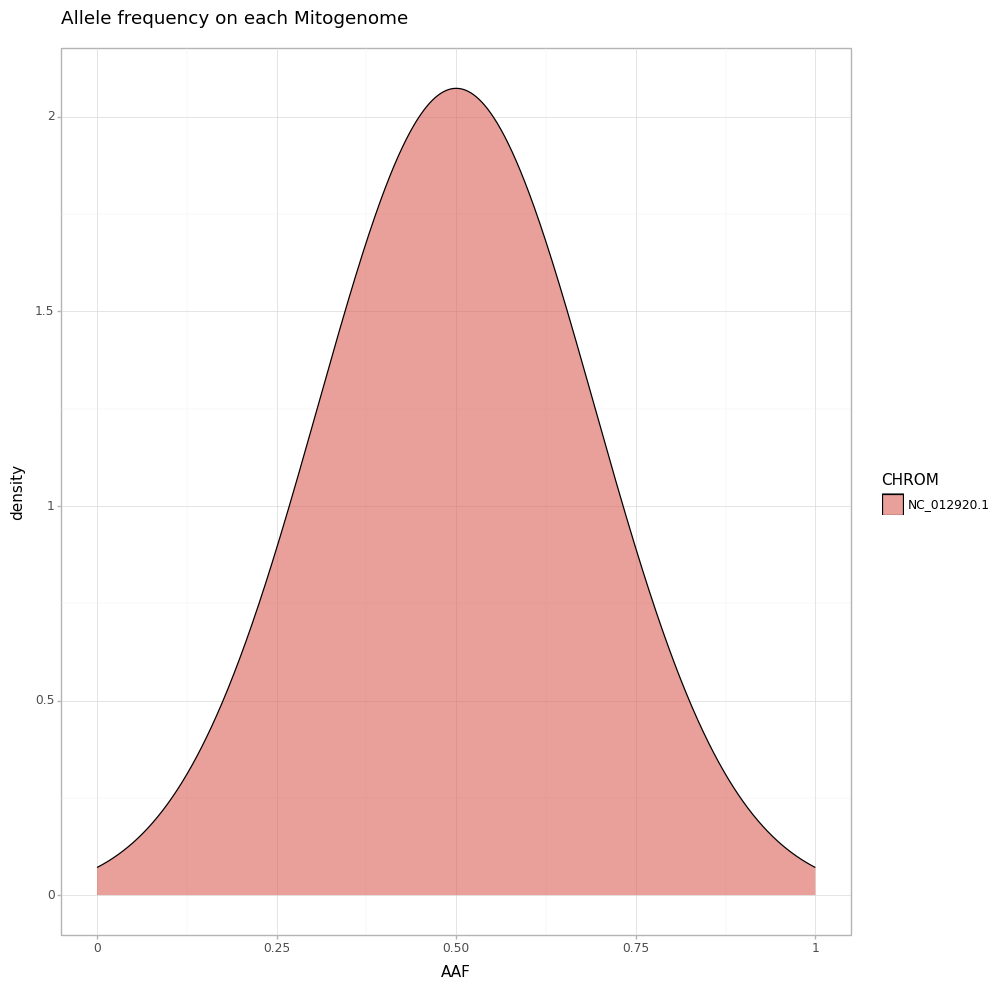 Allele frequency on each Mitogenome
2
1.5
1
0.5
0
density
0 0.25 0.50 0.75 1
AAF
CHROM
NC_012920.1